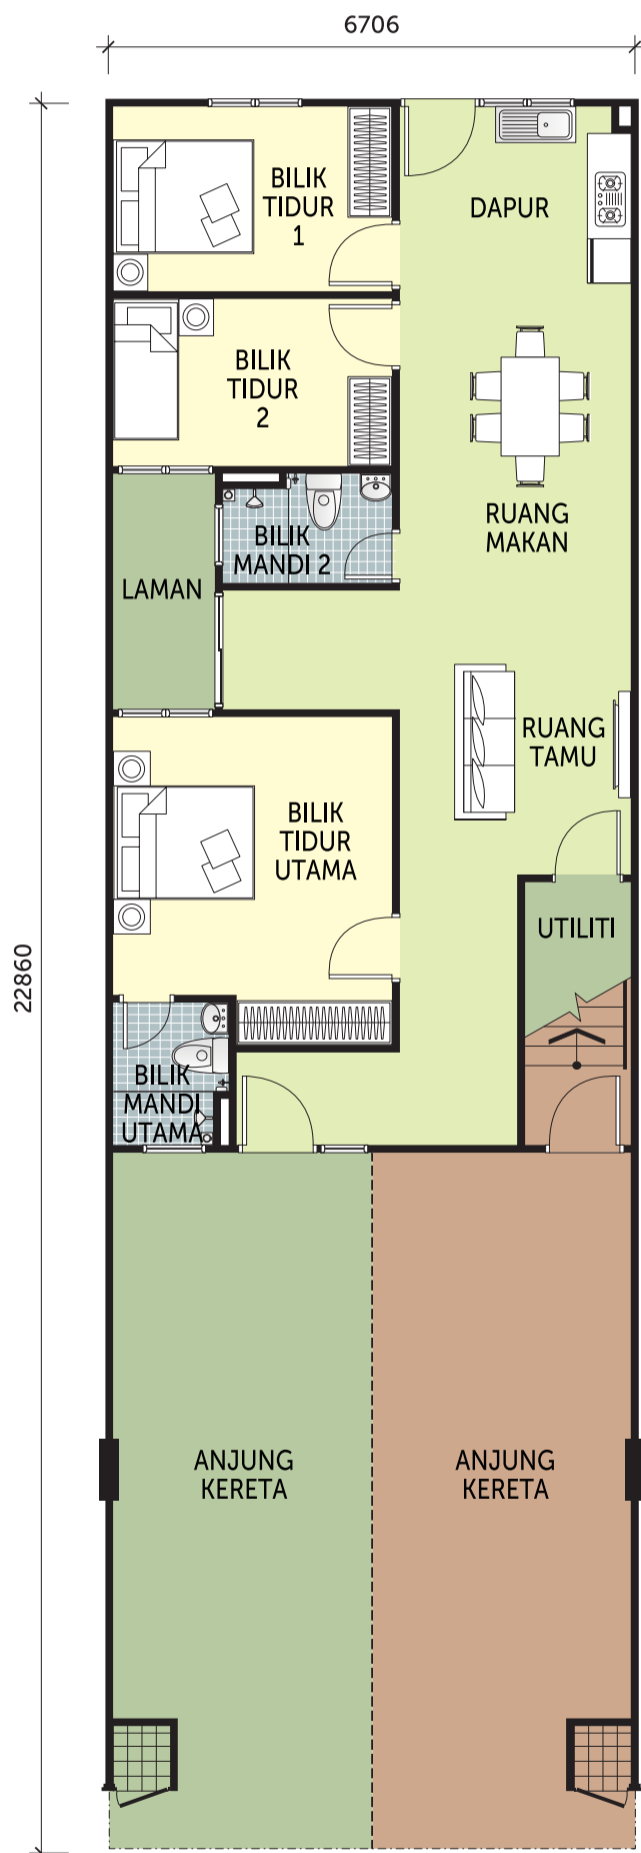 6706
BILIK
TIDUR
1
DAPUR
BILIK
TIDUR
2
RUANG
MAKAN
BILIK
MANDI 2
LAMAN
RUANG
TAMU
BILIK
TIDUR
UTAMA
UTILITI
22860
BILIK
MANDI
UTAMA
ANJUNG
KERETA
ANJUNG
KERETA